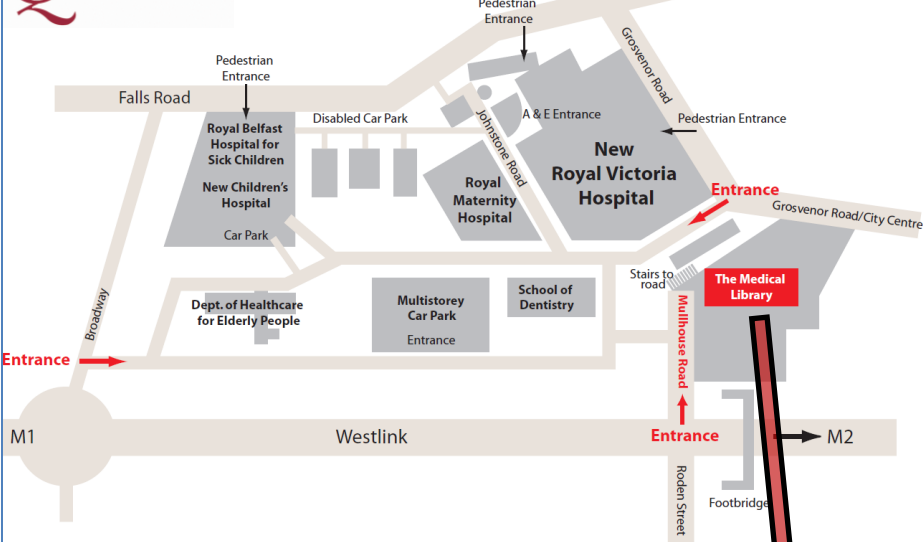 Pedestrian
Entrance
Pedestrian
Entrance
Falls Road
Grosvenor Road
Disabled Car Park
A & E Entrance
Pedestrian Entrance
Johnstone Road
Royal Belfast
Hospital for
Sick Children
New Children's
Hospital
Car Park
Royal
Maternity
Hospital
New
Royal Victoria
Hospital
Entrance
Grosvenor Road/City Centre
Stairs to
road
The Medical
Library
Broadway
Dept. of Healthcare
for Elderly People
Multistorey
Car Park
Entrance
School of
Dentistry
Mullhouse Road
Entrance
M1
Westlink
Entrance
M2
Roden Street
Footbridge